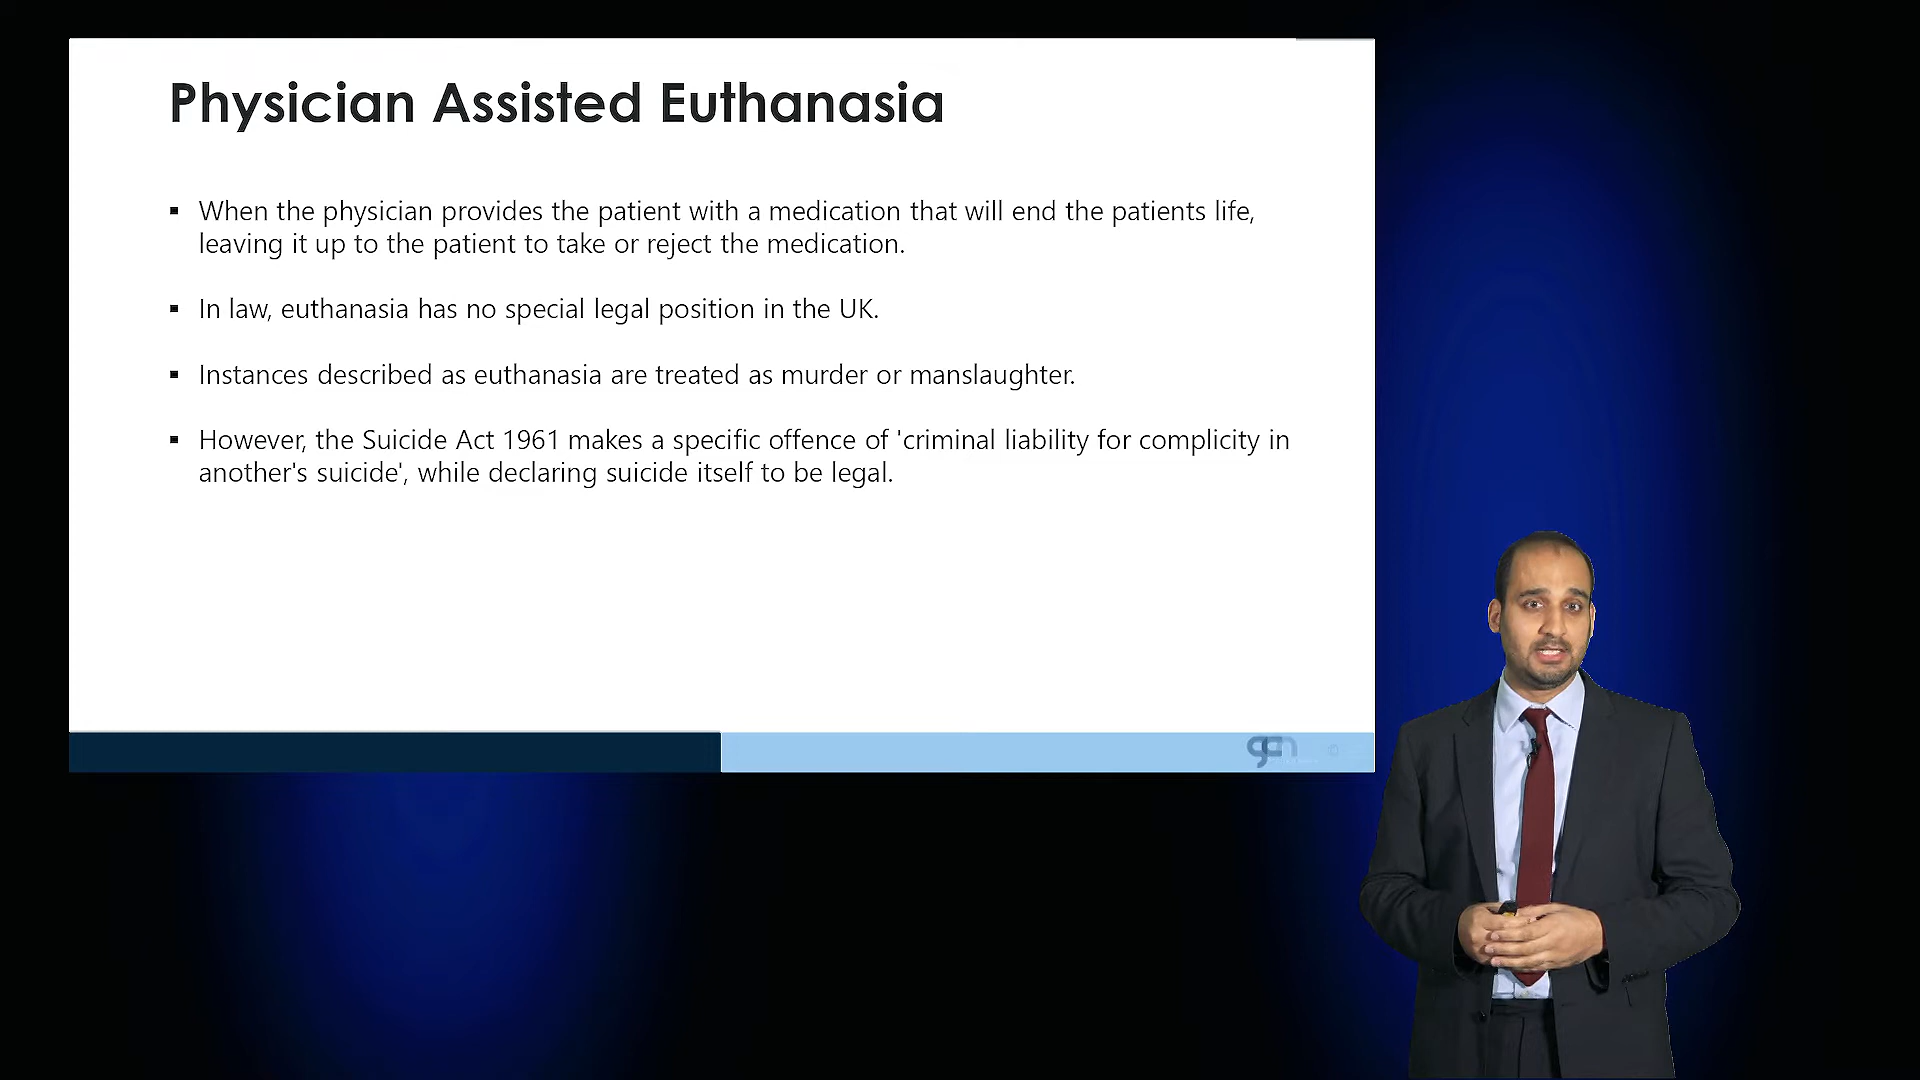 Physician Assisted Euthanasia
▪ When the physician provides the patient with a medication that will end the patients life,
leaving it up to the patient to take or reject the medication.
▪ In law, euthanasia has no special legal position in the UK.
▪ Instances described as euthanasia are treated as murder or manslaughter.
▪ However, the Suicide Act 1961 makes a specific offence of 'criminal liability for complicity in
another's suicide', while declaring suicide itself to be legal.